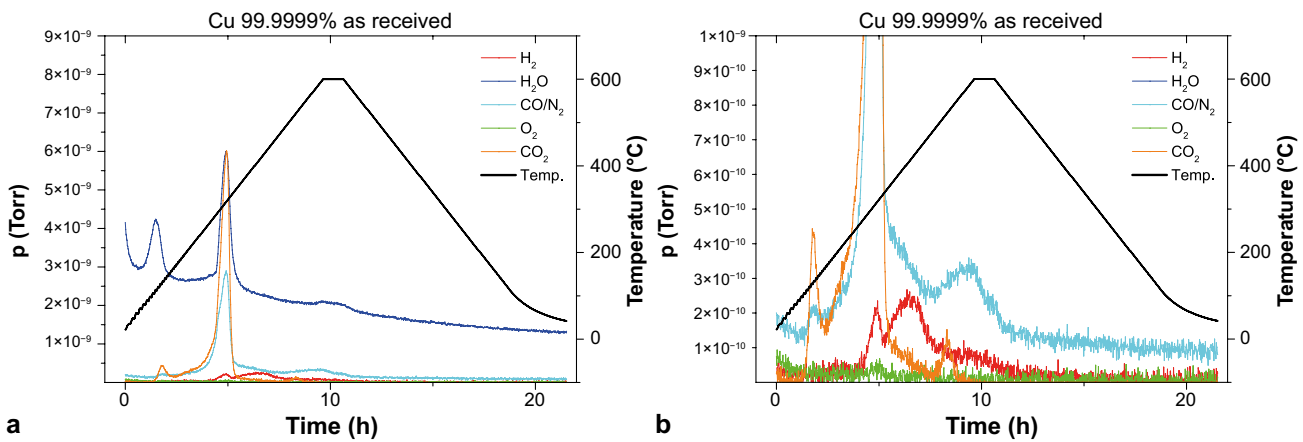 Cu 99.9999% as received
9×10⁻⁹
8×10⁻⁹
7×10⁻⁹
6×10⁻⁹
5×10⁻⁹
4×10⁻⁹
3×10⁻⁹
2×10⁻⁹
1×10⁻⁹
p (Torr)
H₂
H₂O
CO/N₂
O₂
CO₂
Temp.
600
400
200
0
Temperature (°C)
0
10
20
Time (h)
a
Cu 99.9999% as received
1×10⁻⁹
9×10⁻¹⁰
8×10⁻¹⁰
7×10⁻¹⁰
6×10⁻¹⁰
5×10⁻¹⁰
4×10⁻¹⁰
3×10⁻¹⁰
2×10⁻¹⁰
1×10⁻¹⁰
p (Torr)
H₂
H₂O
CO/N₂
O₂
CO₂
Temp.
600
400
200
0
Temperature (°C)
0
10
20
Time (h)
b